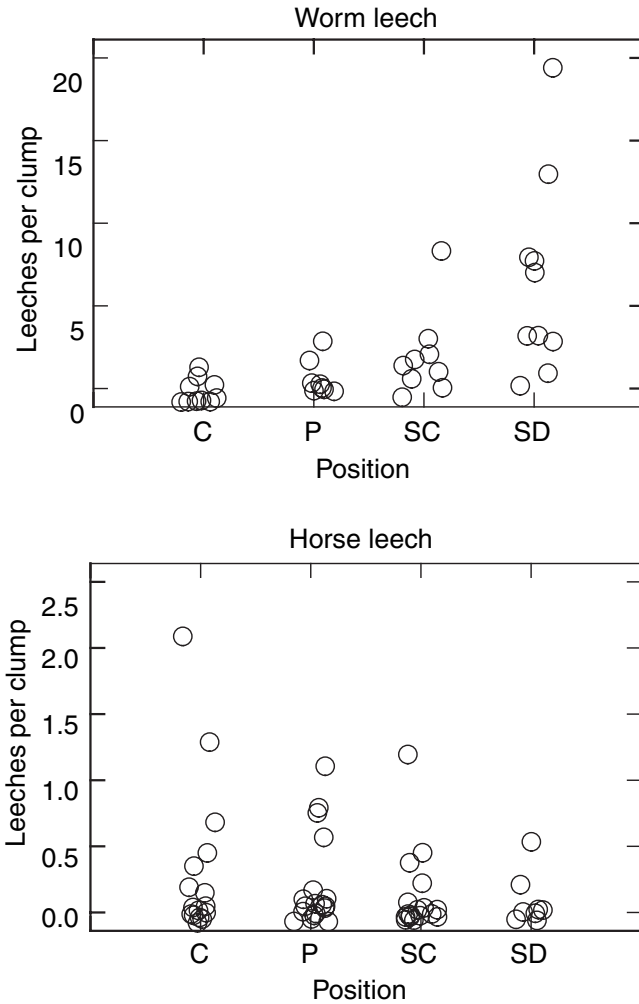 Worm leech
Leeches per clump
20
15
10
5
0
C P SC SD
Position
Horse leech
Leeches per clump
2.5
2.0
1.5
1.0
0.5
0.0
C P SC SD
Position